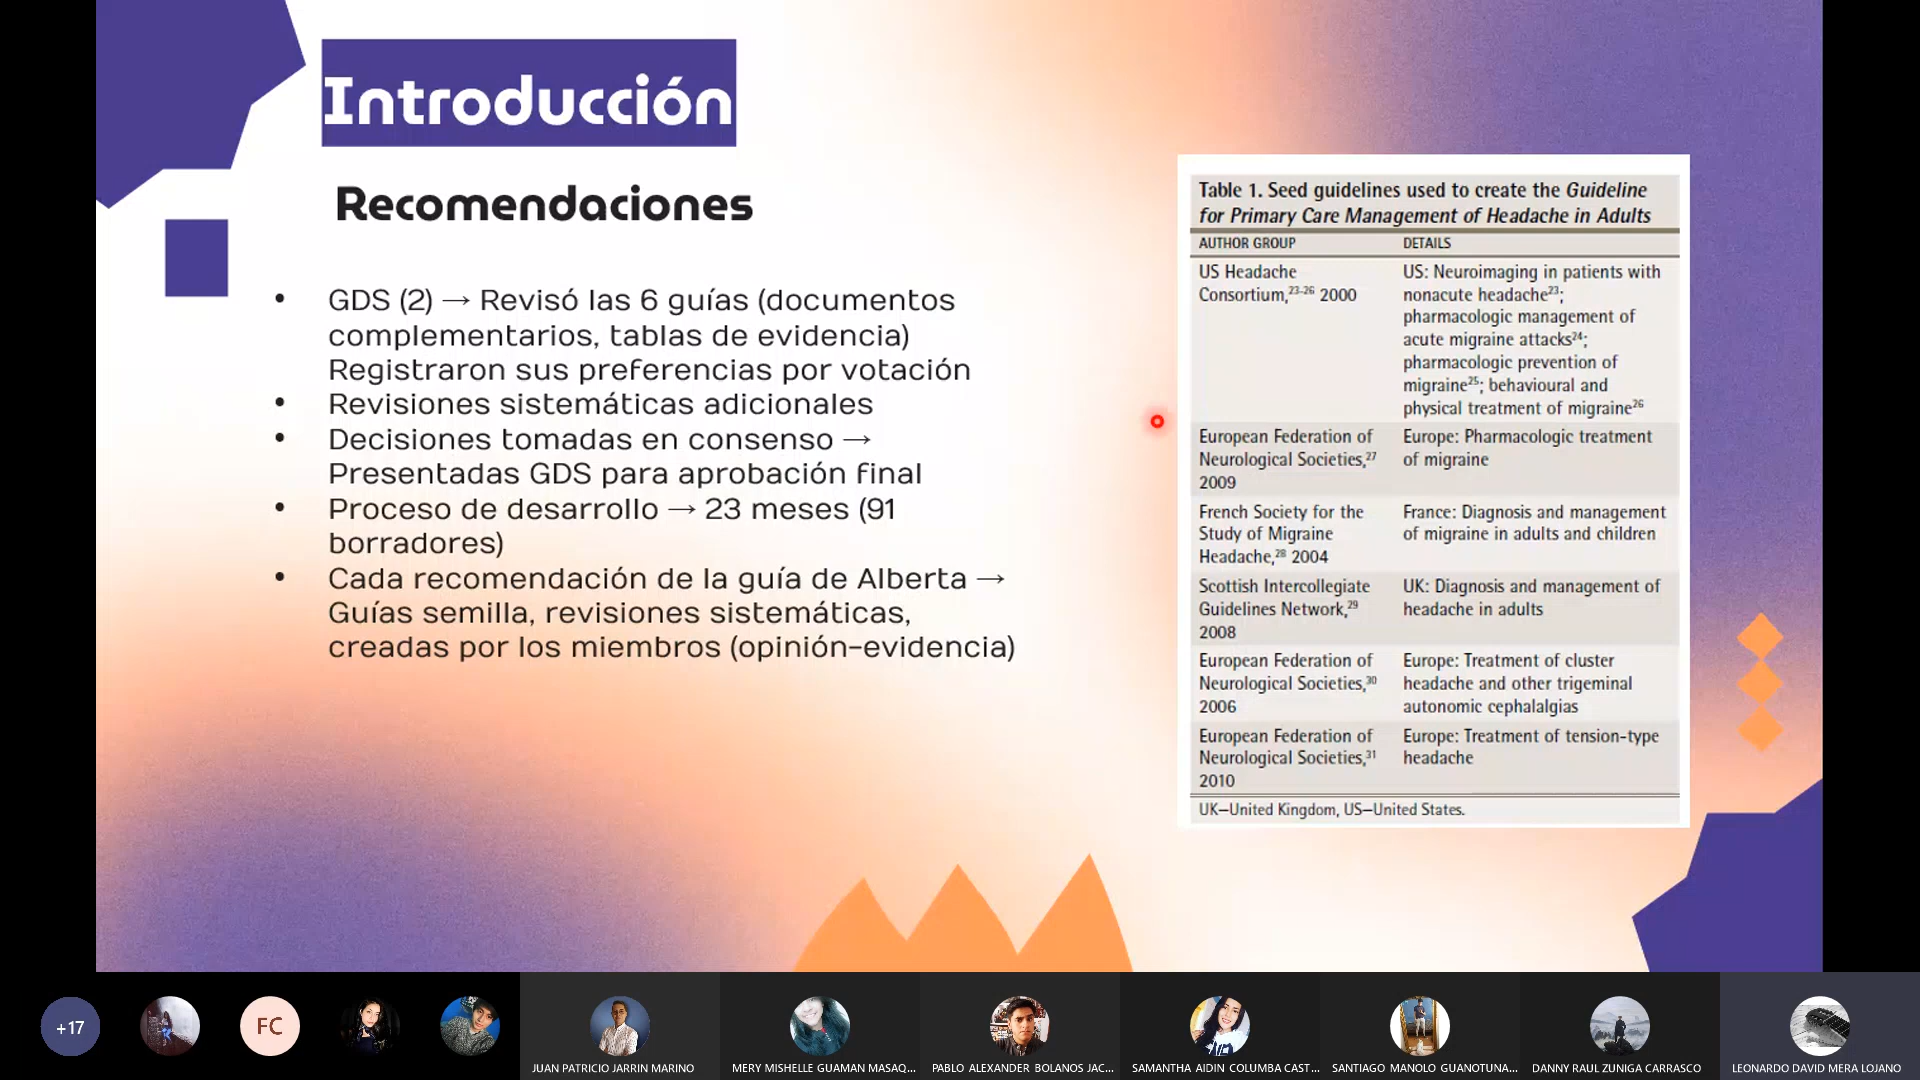 Introducción
Recomendaciones
• GDS (2) → Revisó las 6 guías (documentos
complementarios, tablas de evidencia)
Registraron sus preferencias por votación
• Revisiones sistemáticas adicionales
• Decisiones tomadas en consenso →
Presentadas GDS para aprobación final
• Proceso de desarrollo → 23 meses (91
borradores)
• Cada recomendación de la guía de Alberta →
Guías semilla, revisiones sistemáticas,
creadas por los miembros (opinión-evidencia)
Table 1. Seed guidelines used to create the Guideline
for Primary Care Management of Headache in Adults
AUTHOR GROUP DETAILS
US Headache US: Neuroimaging in patients with
Consortium,23-26 2000 nonacute headache23;
pharmacologic management of
acute migraine attacks24;
pharmacologic prevention of
migraine25; behavioural and
physical treatment of migraine26
European Federation of Europe: Pharmacologic treatment
Neurological Societies,27 of migraine
2009
French Society for the France: Diagnosis and management
Study of Migraine of migraine in adults and children
Headache,28 2004
Scottish Intercollegiate UK: Diagnosis and management of
Guidelines Network,29 headache in adults
2008
European Federation of Europe: Treatment of cluster
Neurological Societies,30 headache and other trigeminal
2006 autonomic cephalalgias
European Federation of Europe: Treatment of tension-type
Neurological Societies,31 headache
2010
UK—United Kingdom, US—United States.
+17
FC
JUAN PATRICIO JARRIN MARINO
MERY MISHELLE GUAMAN MASAQ...
PABLO ALEXANDER BOLANOS JAC...
SAMANTHA AIDIN COLUMBA CAST...
SANTIAGO MANOLO GUANOTUNA...
DANNY RAUL ZUNIGA CARRASCO
LEONARDO DAVID MERA LOJANO